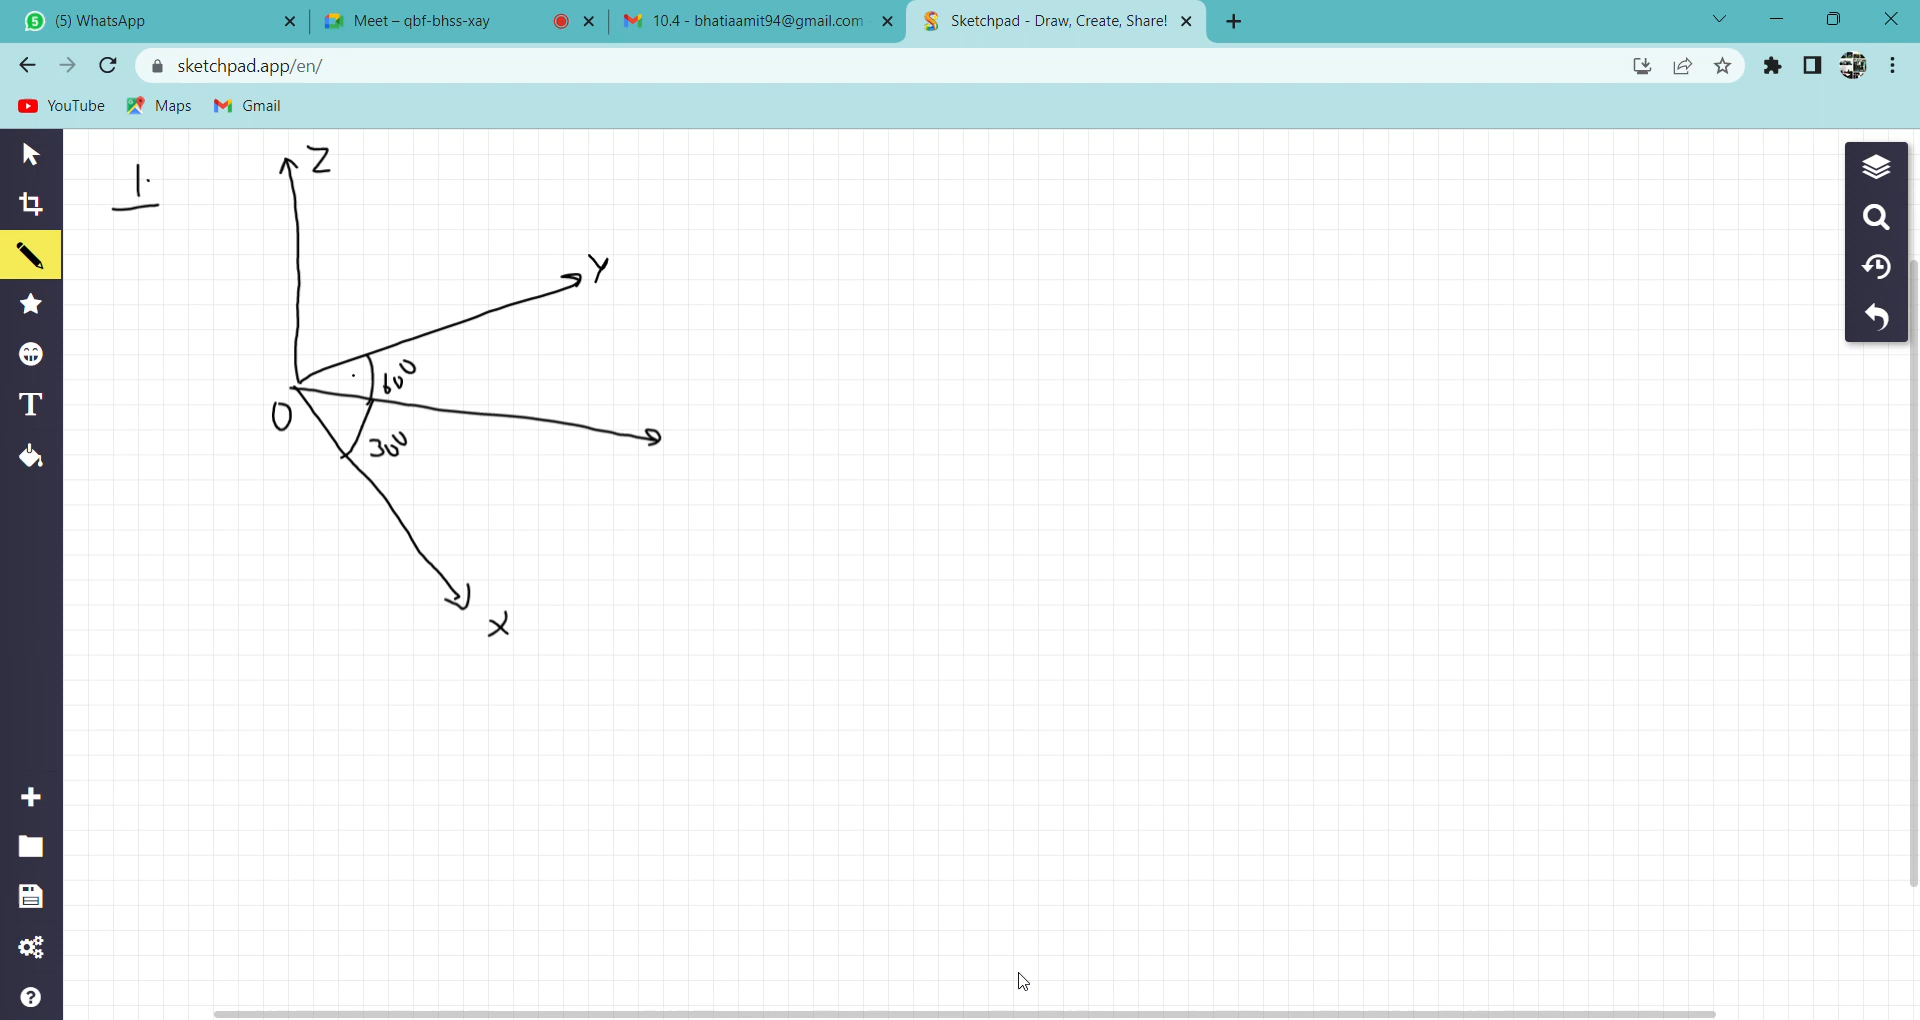 (5) WhatsApp
Meet – qbf-bhss-xay
10.4 - bhatiaamit94@gmail.com
Sketchpad - Draw, Create, Share!
sketchpad.app/en/
YouTube
Maps
Gmail
1.
Z
Y
60°
O
30°
X